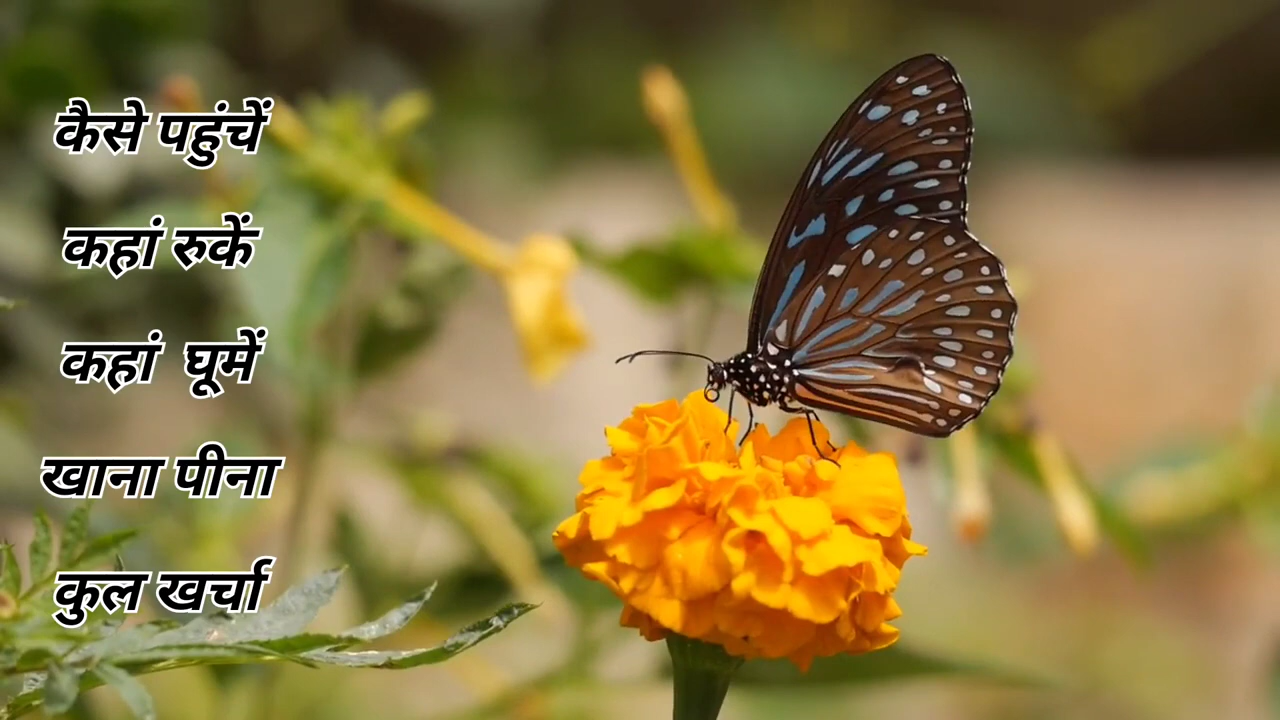 कैसे पहुंचें
कहां रुकें
कहां घूमें
खाना पीना
कुल खर्चा